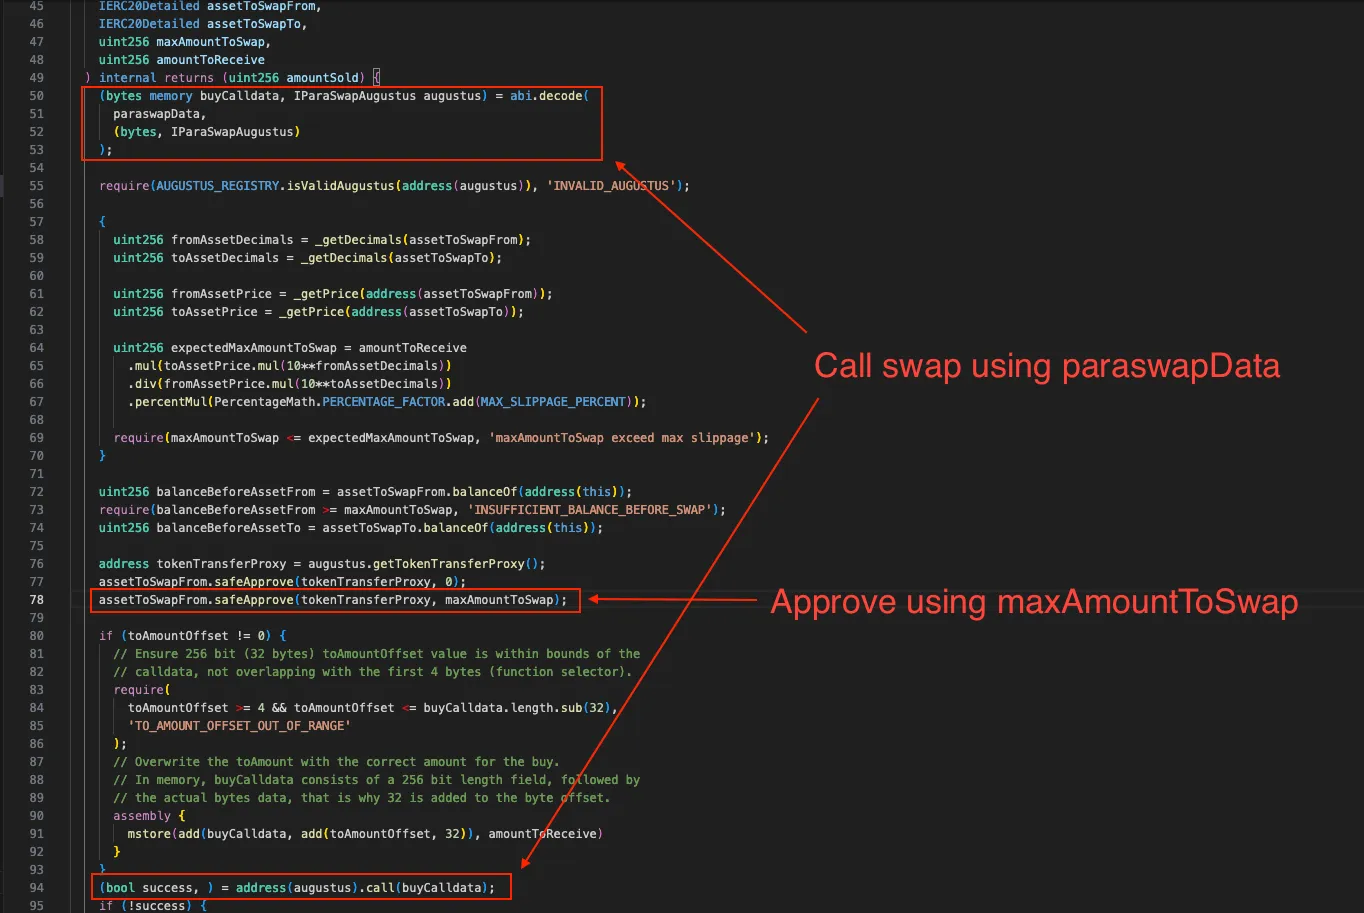 45 IERC20Detailed assetToSwapFrom,
46 IERC20Detailed assetToSwapTo,
47 uint256 maxAmountToSwap,
48 uint256 amountToReceive
49 ) internal returns (uint256 amountSold) {
50 (bytes memory buyCalldata, IParaSwapAugustus augustus) = abi.decode(
51 paraswapData,
52 (bytes, IParaSwapAugustus)
53 );
54
55 require(AUGUSTUS_REGISTRY.isValidAugustus(address(augustus)), 'INVALID_AUGUSTUS');
56
57 {
58 uint256 fromAssetDecimals = _getDecimals(assetToSwapFrom);
59 uint256 toAssetDecimals = _getDecimals(assetToSwapTo);
60
61 uint256 fromAssetPrice = _getPrice(address(assetToSwapFrom));
62 uint256 toAssetPrice = _getPrice(address(assetToSwapTo));
63
64 uint256 expectedMaxAmountToSwap = amountToReceive
65 .mul(toAssetPrice.mul(10**fromAssetDecimals))
66 .div(fromAssetPrice.mul(10**toAssetDecimals))
67 .percentMul(PercentageMath.PERCENTAGE_FACTOR.add(MAX_SLIPPAGE_PERCENT));
68
69 require(maxAmountToSwap <= expectedMaxAmountToSwap, 'maxAmountToSwap exceed max slippage');
70 }
71
72 uint256 balanceBeforeAssetFrom = assetToSwapFrom.balanceOf(address(this));
73 require(balanceBeforeAssetFrom >= maxAmountToSwap, 'INSUFFICIENT_BALANCE_BEFORE_SWAP');
74 uint256 balanceBeforeAssetTo = assetToSwapTo.balanceOf(address(this));
75
76 address tokenTransferProxy = augustus.getTokenTransferProxy();
77 assetToSwapFrom.safeApprove(tokenTransferProxy, 0);
78 assetToSwapFrom.safeApprove(tokenTransferProxy, maxAmountToSwap);
79
80 if (toAmountOffset != 0) {
81 // Ensure 256 bit (32 bytes) toAmountOffset value is within bounds of the
82 // calldata, not overlapping with the first 4 bytes (function selector).
83 require(
84 toAmountOffset >= 4 && toAmountOffset <= buyCalldata.length.sub(32),
85 'TO_AMOUNT_OFFSET_OUT_OF_RANGE'
86 );
87 // Overwrite the toAmount with the correct amount for the buy.
88 // In memory, buyCalldata consists of a 256 bit length field, followed by
89 // the actual bytes data, that is why 32 is added to the byte offset.
90 assembly {
91 mstore(add(buyCalldata, add(toAmountOffset, 32)), amountToReceive)
92 }
93 }
94 (bool success, ) = address(augustus).call(buyCalldata);
95 if (!success) {
Call swap using paraswapData
Approve using maxAmountToSwap